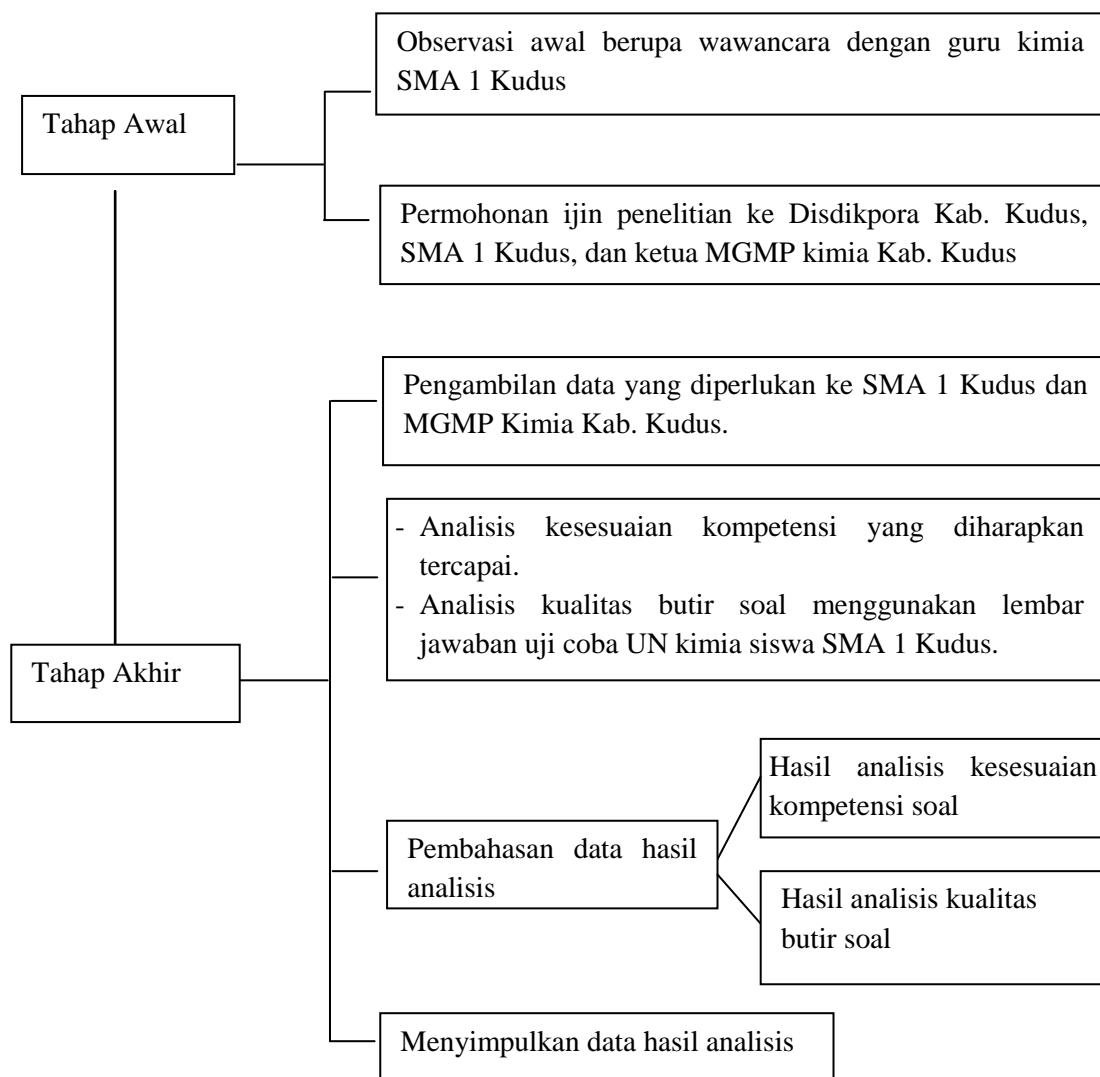 Observasi awal berupa wawancara dengan guru kimia
SMA 1 Kudus
Tahap Awal
Permohonan ijin penelitian ke Disdikpora Kab. Kudus,
SMA 1 Kudus, dan ketua MGMP kimia Kab. Kudus
Pengambilan data yang diperlukan ke SMA 1 Kudus dan
MGMP Kimia Kab. Kudus.
- Analisis kesesuaian kompetensi yang diharapkan
tercapai.
- Analisis kualitas butir soal menggunakan lembar
jawaban uji coba UN kimia siswa SMA 1 Kudus.
Tahap Akhir
Hasil analisis kesesuaian
kompetensi soal
Pembahasan data hasil
analisis
Hasil analisis kualitas
butir soal
Menyimpulkan data hasil analisis